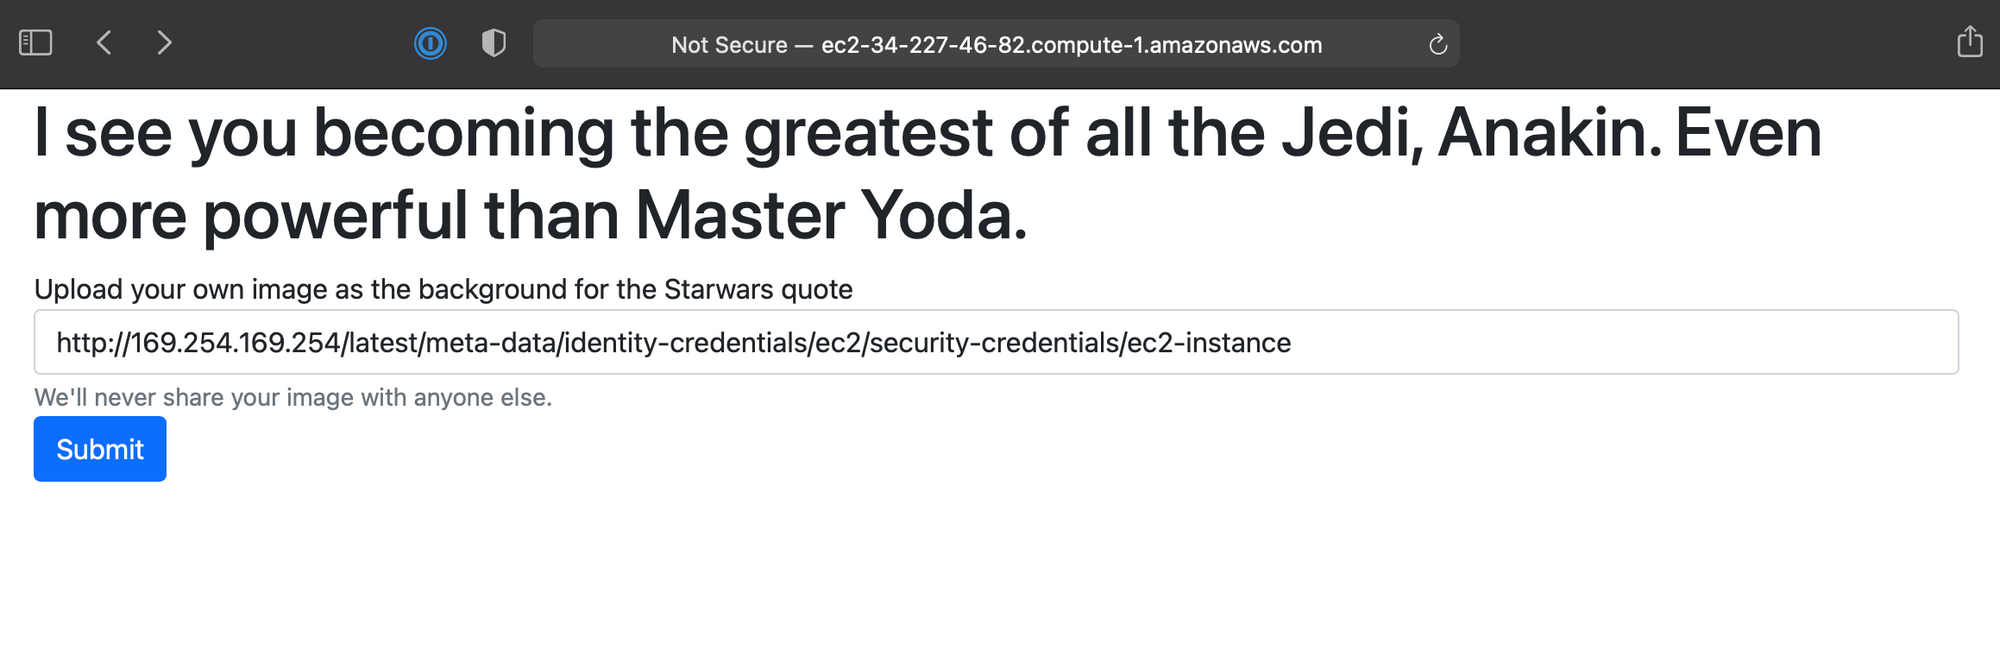 Not Secure — ec2-34-227-46-82.compute-1.amazonaws.com
I see you becoming the greatest of all the Jedi, Anakin. Even
more powerful than Master Yoda.
Upload your own image as the background for the Starwars quote
http://169.254.169.254/latest/meta-data/identity-credentials/ec2/security-credentials/ec2-instance
We'll never share your image with anyone else.
Submit